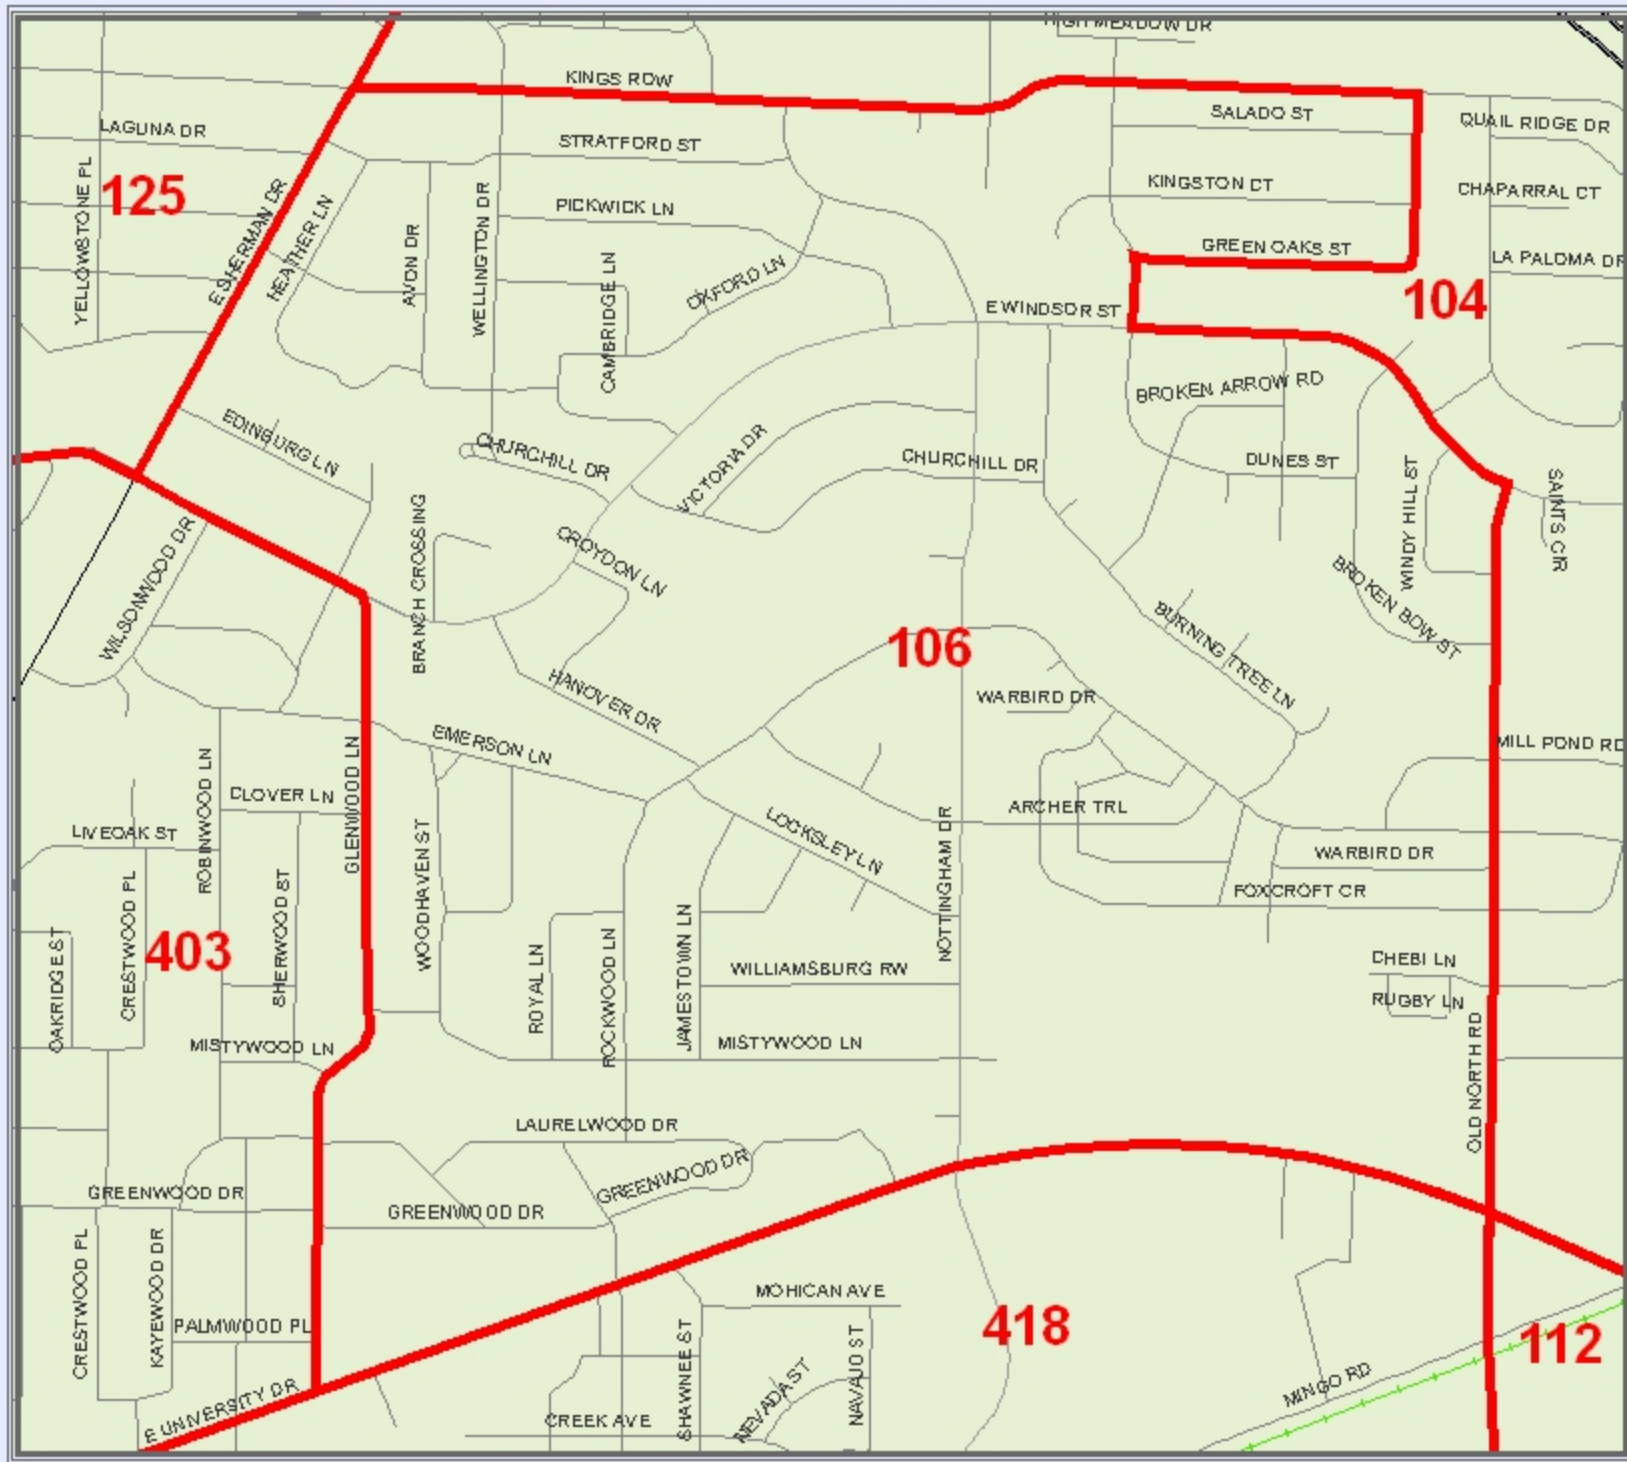 HIGH MEADOW DR
KINGS ROW
SALADO ST
QUAIL RIDGE DR
LAGUNA DR
STRATFORD ST
YELLOWSTONE PL
125
E SHERMAN DR
HEATHER LN
AVON DR
WELLINGTON DR
PICKWICK LN
KINGSTON CT
CHAPARRAL CT
CAMBRIDGE LN
OXFORD LN
GREEN OAKS ST
LA PALOMA DR
104
E WINDSOR ST
BROKEN ARROW RD
EDINBURG LN
CHURCHILL DR
VICTORIA DR
CHURCHILL DR
DUNES ST
WINDY HILL ST
SAINTS CIR
WILSONWOOD DR
BRANCH CROSSING
CROYDON LN
BROKEN BOW ST
106
BURNING TREE LN
HANOVER DR
WARBIRD DR
EMERSON LN
MILL POND RD
ROBINWOOD LN
CLOVER LN
GLENWOOD LN
LIVEOAK ST
WOODHAVEN ST
LOCKSLEY LN
NOTTINGHAM DR
ARCHER TRL
WARBIRD DR
FOXCROFT CR
CRESTWOOD PL
403
SHERWOOD ST
OAKRIDGE ST
ROYAL LN
ROCKWOOD LN
JAMESTOWN LN
WILLIAMSBURG RW
CHEBI LN
RUGBY LN
OLD NORTH RD
MISTYWOOD LN
MISTYWOOD LN
LAURELWOOD DR
GREENWOOD DR
GREENWOOD DR
GREENWOOD DR
CRESTWOOD PL
KAYEWOOD DR
PALMWOOD PL
MOHICAN AVE
418
112
SHAWNEE ST
NEVADA ST
NAVAJO ST
MINGO RD
E UNIVERSITY DR
CREEK AVE